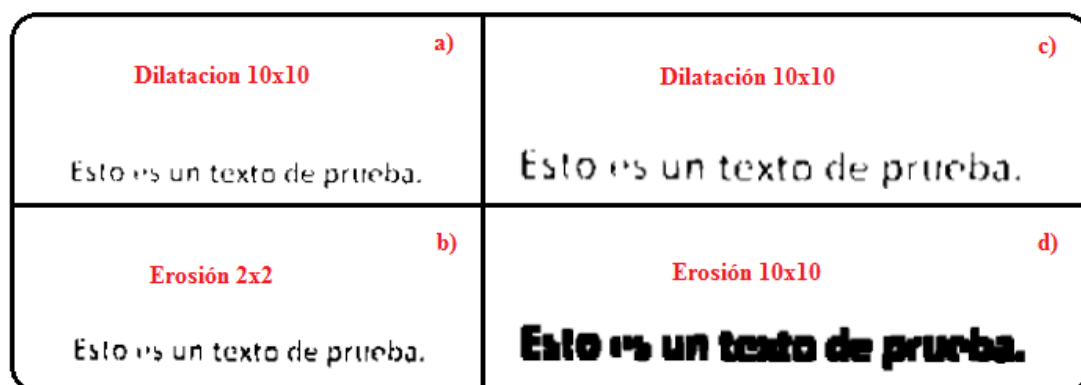 a)
Dilatacion 10x10
Esto es un texto de prueba.
c)
Dilatación 10x10
Esto es un texto de prueba.
b)
Erosión 2x2
Esto es un texto de prueba.
d)
Erosión 10x10
Esto es un texto de prueba.